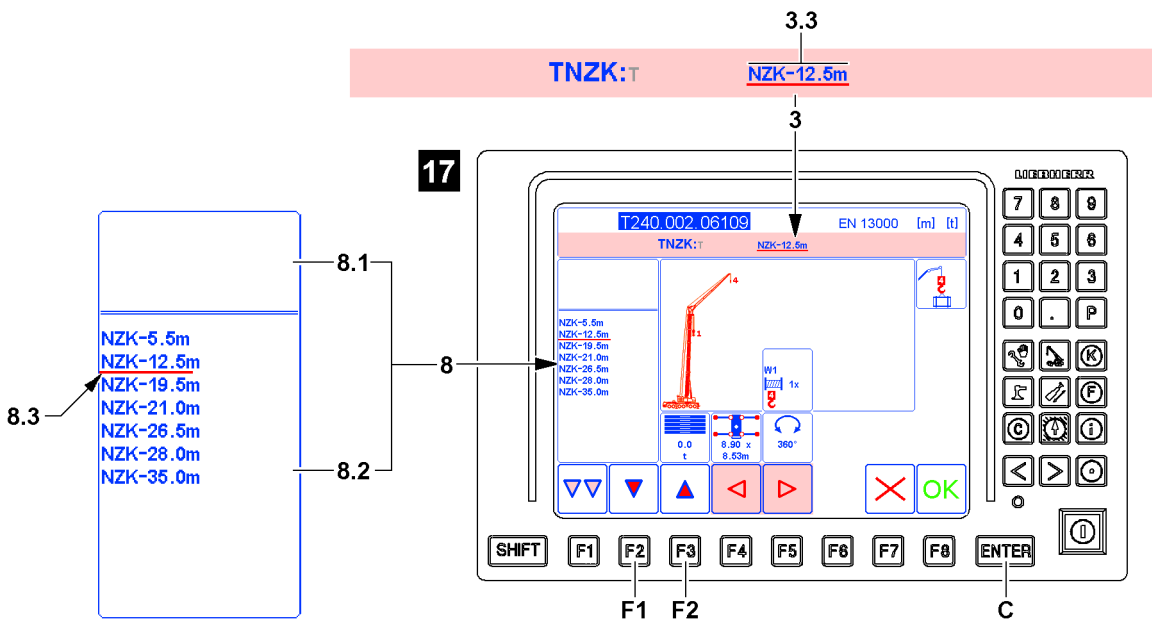 3.3
TNZK:T NZK-12.5m
3
17
LIEBHERR
T240.002.06109 EN 13000 [m] [t]
TNZK:T NZK-12.5m
4
1
NZK-5.5m
NZK-12.5m
NZK-19.5m
NZK-21.0m
NZK-26.5m
NZK-28.0m
NZK-35.0m
W1
1x
4
0.0
t
8.90 x
8.53m
360°
OK
7 8 9
4 5 6
1 2 3
0 . P
K
F
C i
< >
SHIFT F1 F2 F3 F4 F5 F6 F7 F8 ENTER
F1 F2 C
8.1
NZK-5.5m
NZK-12.5m
NZK-19.5m
NZK-21.0m
NZK-26.5m
NZK-28.0m
NZK-35.0m
8
8.3
8.2